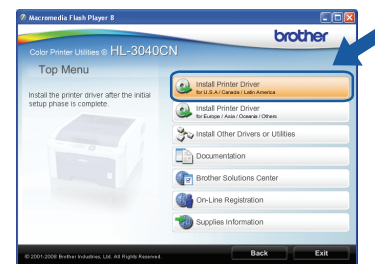 Macromedia Flash Player 8
brother
Color Printer Utilities ® HL-3040CN
Top Menu
Install the printer driver after the initial
setup phase is complete.
Install Printer Driver
for U.S.A / Canada / Latin America
Install Printer Driver
for Europe / Asia / Oceania / Others
Install Other Drivers or Utilities
Documentation
Brother Solutions Center
On-Line Registration
Supplies Information
© 2001-2008 Brother Industries, Ltd. All Rights Reserved.
Back
Exit